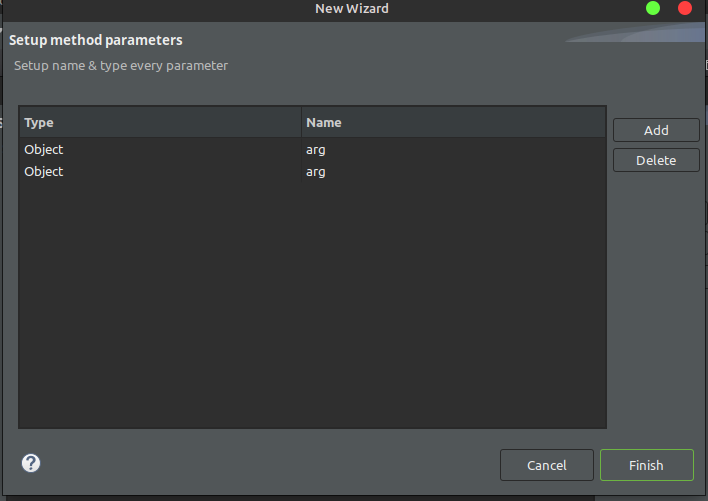 New Wizard
Setup method parameters
Setup name & type every parameter
Type Name
Object arg
Object arg
Add
Delete
?
Cancel Finish